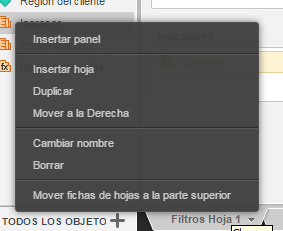 Región del cliente
Insertar panel
Insertar hoja
Duplicar
Mover a la Derecha
Cambiar nombre
Borrar
Mover fichas de hojas a la parte superior
TODOS LOS OBJETO
Filtros Hoja 1